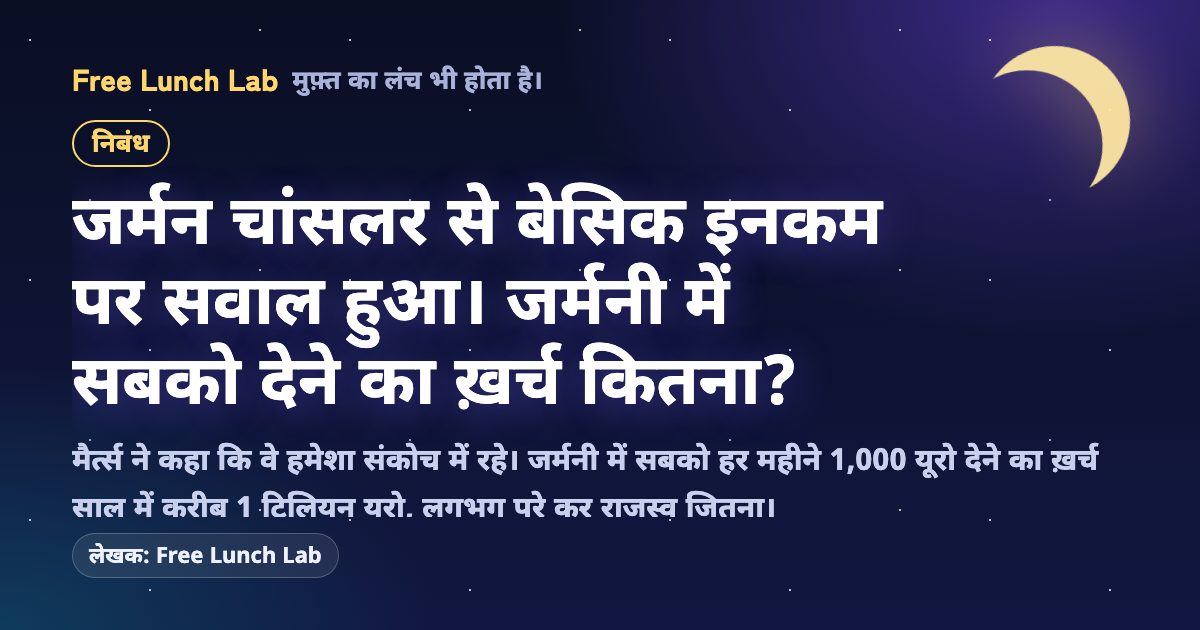 Free Lunch Lab मुफ़्त का लंच भी होता है।
निबंध
जर्मन चांसलर से बेसिक इनकम
पर सवाल हुआ। जर्मनी में
सबको देने का ख़र्च कितना?
मैर्त्स ने कहा कि वे हमेशा संकोच में रहे। जर्मनी में सबको हर महीने 1,000 यूरो देने का ख़र्च
साल में करीब 1 ट्रिलियन यूरो, लगभग पूरे कर राजस्व जितना।
लेखक: Free Lunch Lab